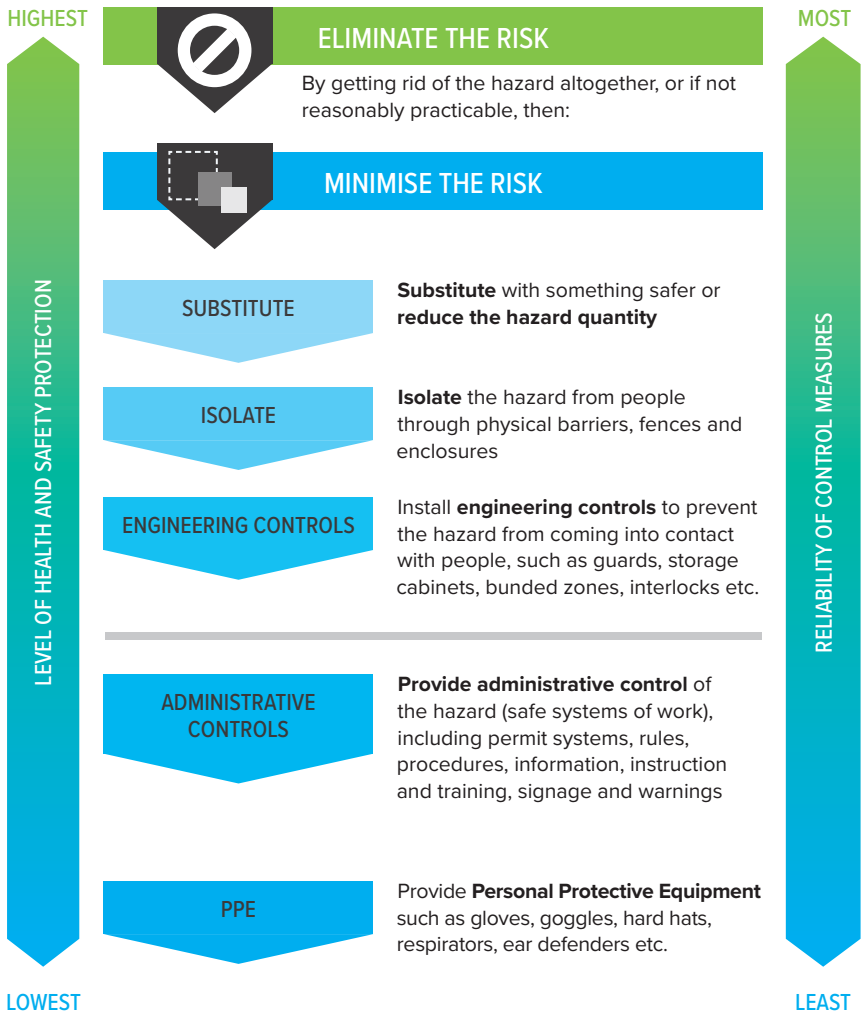 HIGHEST
MOST
ELIMINATE THE RISK
By getting rid of the hazard altogether, or if not
reasonably practicable, then:
MINIMISE THE RISK
LEVEL OF HEALTH AND SAFETY PROTECTION
RELIABILITY OF CONTROL MEASURES
SUBSTITUTE
Substitute with something safer or
reduce the hazard quantity
ISOLATE
Isolate the hazard from people
through physical barriers, fences and
enclosures
ENGINEERING CONTROLS
Install engineering controls to prevent
the hazard from coming into contact
with people, such as guards, storage
cabinets, bunded zones, interlocks etc.
ADMINISTRATIVE
CONTROLS
Provide administrative control of
the hazard (safe systems of work),
including permit systems, rules,
procedures, information, instruction
and training, signage and warnings
PPE
Provide Personal Protective Equipment
such as gloves, goggles, hard hats,
respirators, ear defenders etc.
LOWEST
LEAST